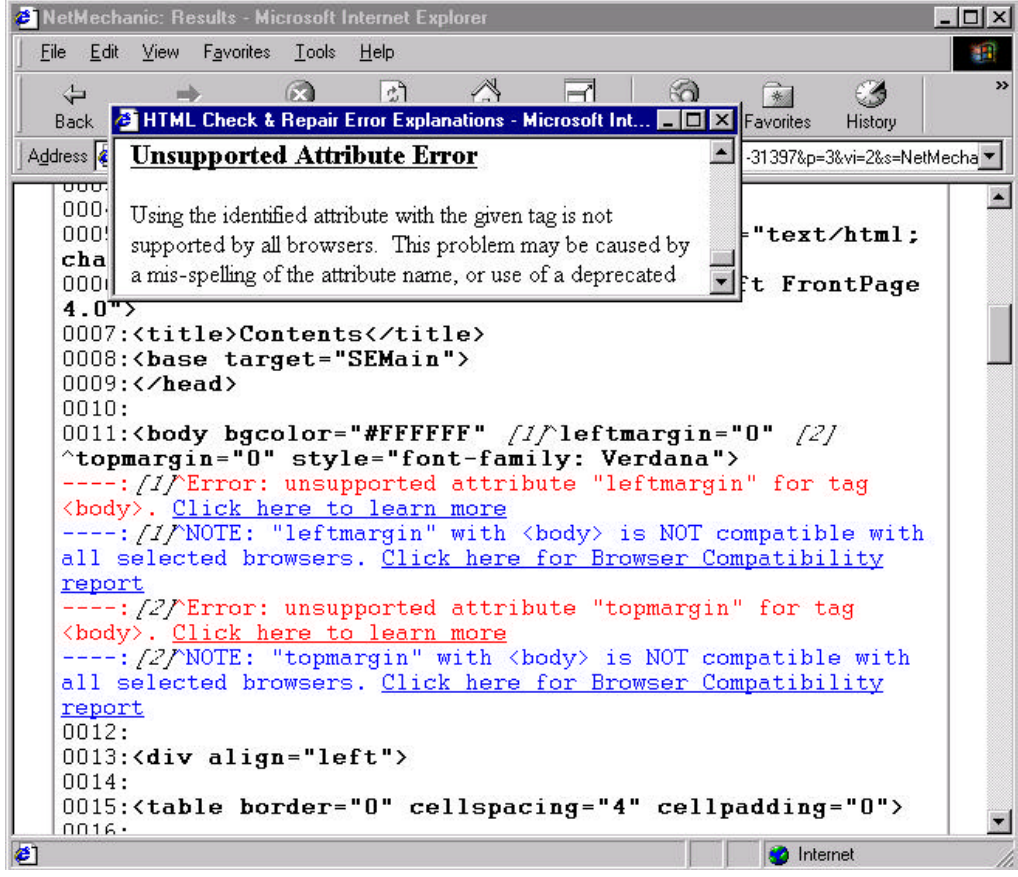 NetMechanic: Results - Microsoft Internet Explorer
File Edit View Favorites Tools Help
Back
Favorites History
HTML Check & Repair Error Explanations - Microsoft Int...
Address
-31397&p=3&vi=2&s=NetMecha
Unsupported Attribute Error
Using the identified attribute with the given tag is not
supported by all browsers. This problem may be caused by
a mis-spelling of the attribute name, or use of a deprecated
="text/html;
cha
ft FrontPage
4.0">
0007:<title>Contents</title>
0008:<base target="SEMain">
0009:</head>
0010:
0011:<body bgcolor="#FFFFFF" [1]^leftmargin="0" [2]
^topmargin="0" style="font-family: Verdana">
----:[1]^Error: unsupported attribute "leftmargin" for tag
<body>. Click here to learn more
----:[1]^NOTE: "leftmargin" with <body> is NOT compatible with
all selected browsers. Click here for Browser Compatibility
report
----:[2]^Error: unsupported attribute "topmargin" for tag
<body>. Click here to learn more
----:[2]^NOTE: "topmargin" with <body> is NOT compatible with
all selected browsers. Click here for Browser Compatibility
report
0012:
0013:<div align="left">
0014:
0015:<table border="0" cellspacing="4" cellpadding="0">
0016:
Internet